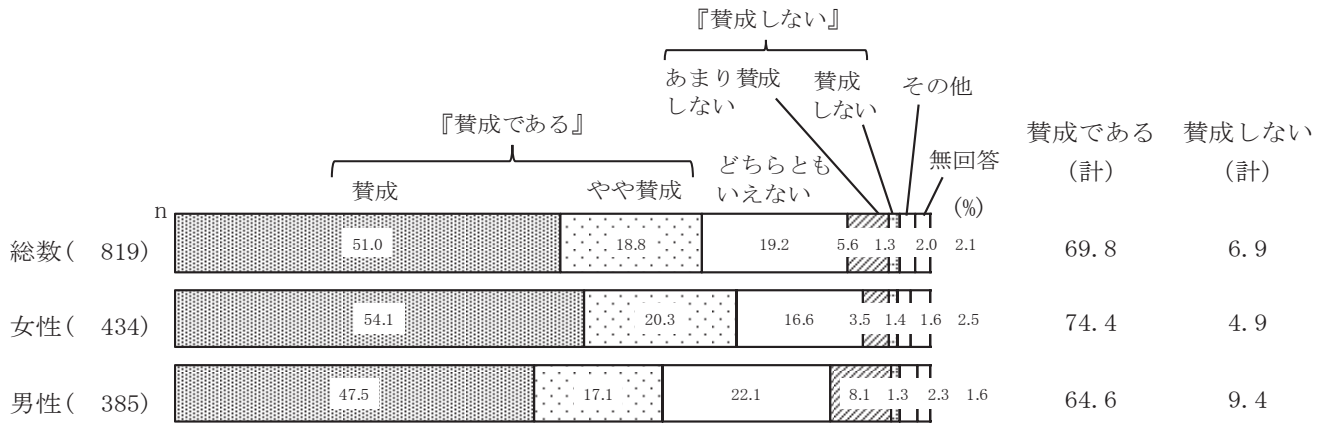 『賛成しない』
あまり賛成
しない
賛成
しない
その他
『賛成である』
どちらとも
いえない
無回答
賛成である
(計)
賛成しない
(計)
賛成
やや賛成
n
(%)
総数( 819) 51.0 18.8 19.2 5.6 1.3 2.0 2.1 69.8 6.9
女性( 434) 54.1 20.3 16.6 3.5 1.4 1.6 2.5 74.4 4.9
男性( 385) 47.5 17.1 22.1 8.1 1.3 2.3 1.6 64.6 9.4